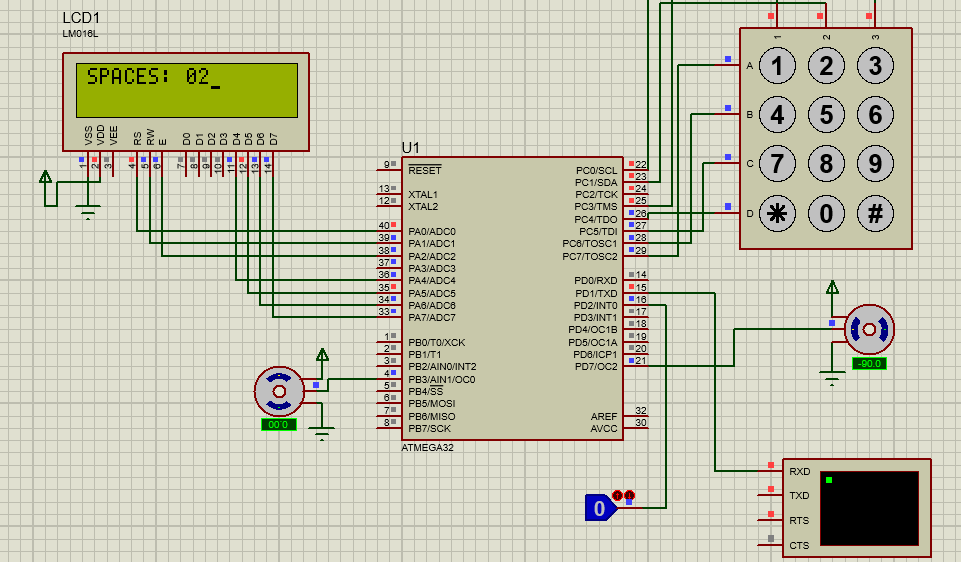 LCD1
LM016L
SPACES: 02_
VSS VDD VEE RS RW E D0 D1 D2 D3 D4 D5 D6 D7
1 2 3 4 5 6 7 8 9 10 11 12 13 14
1 2 3
A 1 2 3
B 4 5 6
C 7 8 9
D * 0 #
U1
9 RESET
13 XTAL1
12 XTAL2
40 PA0/ADC0
39 PA1/ADC1
38 PA2/ADC2
37 PA3/ADC3
36 PA4/ADC4
35 PA5/ADC5
34 PA6/ADC6
33 PA7/ADC7
1 PB0/T0/XCK
2 PB1/T1
3 PB2/AIN0/INT2
4 PB3/AIN1/OC0
5 PB4/SS
6 PB5/MOSI
7 PB6/MISO
8 PB7/SCK
PC0/SCL 22
PC1/SDA 23
PC2/TCK 24
PC3/TMS 25
PC4/TDO 26
PC5/TDI 27
PC6/TOSC1 28
PC7/TOSC2 29
PD0/RXD 14
PD1/TXD 15
PD2/INT0 16
PD3/INT1 17
PD4/OC1B 18
PD5/OC1A 19
PD6/ICP1 20
PD7/OC2 21
AREF 32
AVCC 30
ATMEGA32
00.0
-90.0
0
RXD
TXD
RTS
CTS